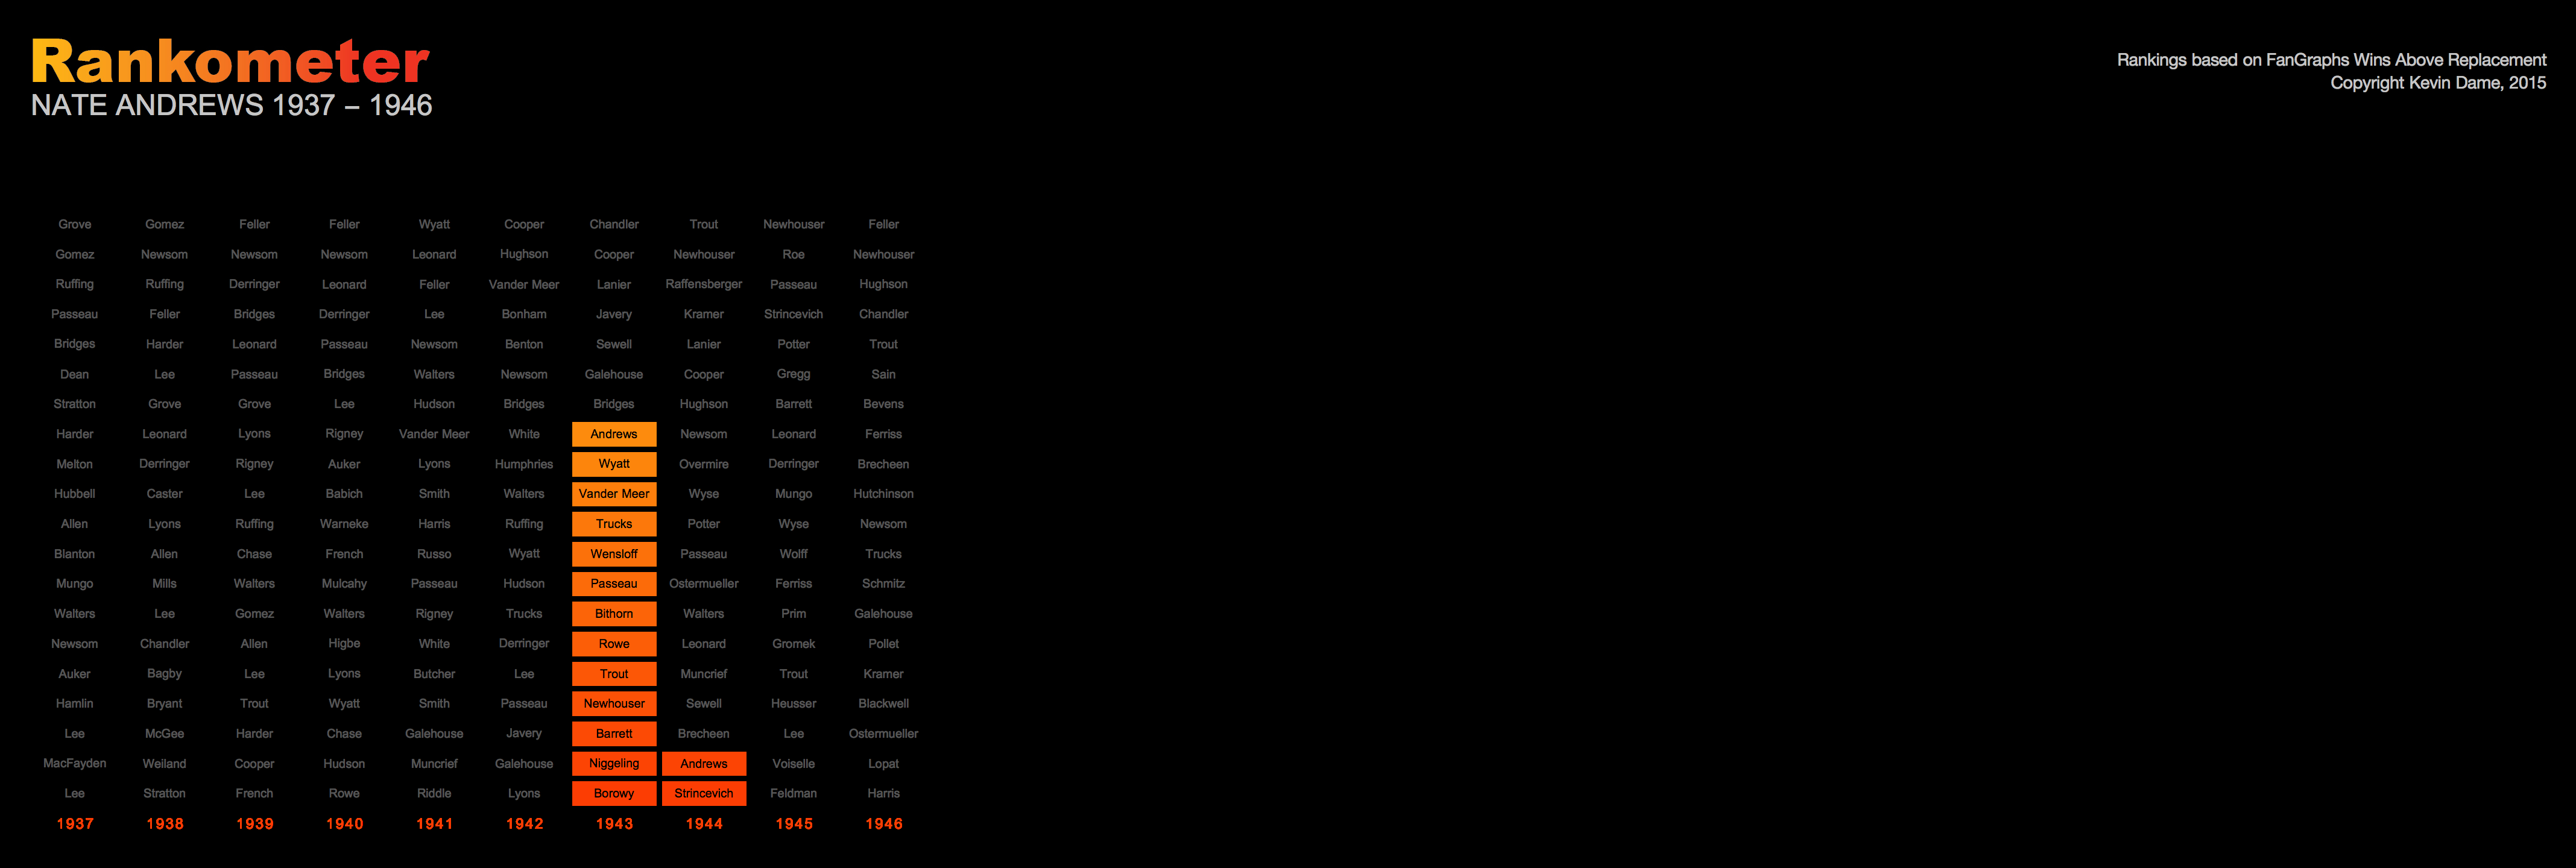 Rankometer
NATE ANDREWS 1937 – 1946
Rankings based on FanGraphs Wins Above Replacement
Copyright Kevin Dame, 2015
Grove Gomez Feller Feller Wyatt Cooper Chandler Trout Newhouser Feller
Gomez Newsom Newsom Newsom Leonard Hughson Cooper Newhouser Roe Newhouser
Ruffing Ruffing Derringer Leonard Feller Vander Meer Lanier Raffensberger Passeau Hughson
Passeau Feller Bridges Derringer Lee Bonham Javery Kramer Strincevich Chandler
Bridges Harder Leonard Passeau Newsom Benton Sewell Lanier Potter Trout
Dean Lee Passeau Bridges Walters Newsom Galehouse Cooper Gregg Sain
Stratton Grove Grove Lee Hudson Bridges Bridges Hughson Barrett Bevens
Harder Leonard Lyons Rigney Vander Meer White Andrews Newsom Leonard Ferriss
Melton Derringer Rigney Auker Lyons Humphries Wyatt Overmire Derringer Brecheen
Hubbell Caster Lee Babich Smith Walters Vander Meer Wyse Mungo Hutchinson
Allen Lyons Ruffing Warneke Harris Ruffing Trucks Potter Wyse Newsom
Blanton Allen Chase French Russo Wyatt Wensloff Passeau Wolff Trucks
Mungo Mills Walters Mulcahy Passeau Hudson Passeau Ostermueller Ferriss Schmitz
Walters Lee Gomez Walters Rigney Trucks Bithorn Walters Prim Galehouse
Newsom Chandler Allen Higbe White Derringer Rowe Leonard Gromek Pollet
Auker Bagby Lee Lyons Butcher Lee Trout Muncrief Trout Kramer
Hamlin Bryant Trout Wyatt Smith Passeau Newhouser Sewell Heusser Blackwell
Lee McGee Harder Chase Galehouse Javery Barrett Brecheen Lee Ostermueller
MacFayden Weiland Cooper Hudson Muncrief Galehouse Niggeling Andrews Voiselle Lopat
Lee Stratton French Rowe Riddle Lyons Borowy Strincevich Feldman Harris
1937 1938 1939 1940 1941 1942 1943 1944 1945 1946